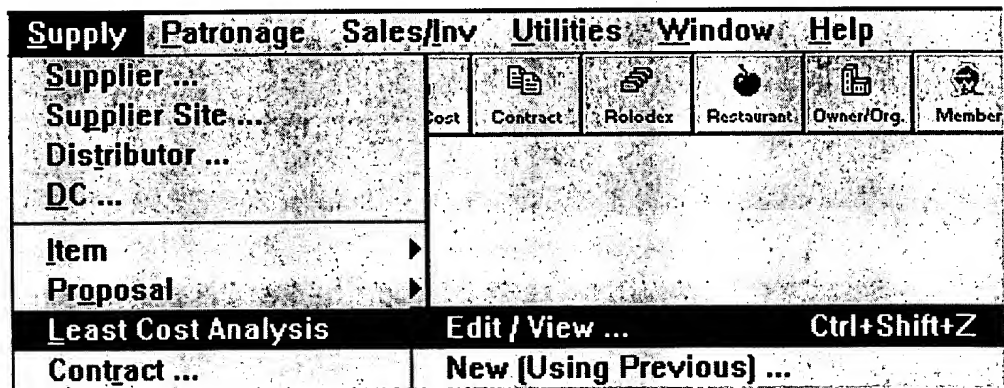 Supply Patronage Sales/Inv Utilities Window Help
Supplier ...
Supplier Site ...
Distributor ...
DC ...
Cost Contract Rolodex Restaurant Owner/Org. Member
Item
Proposal
Least Cost Analysis Edit / View ... Ctrl+Shift+Z
Contract ... New (Using Previous) ...